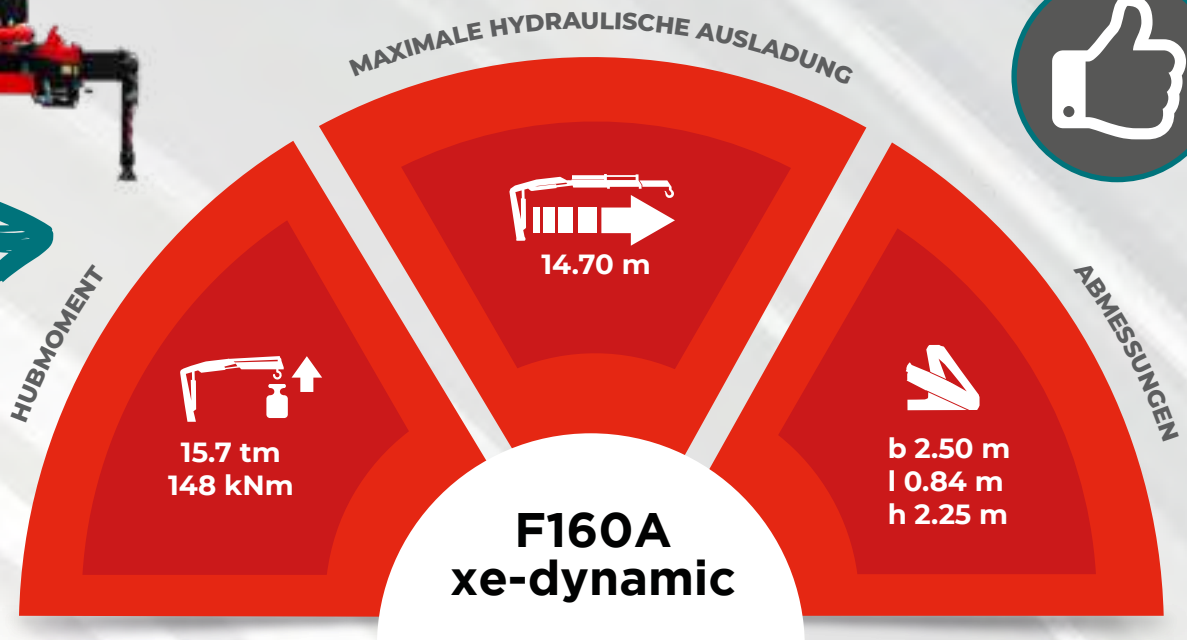 MAXIMALE HYDRAULISCHE AUSLADUNG
14.70 m
HUBMOMENT
15.7 tm
148 kNm
ABMESSUNGEN
b 2.50 m
l 0.84 m
h 2.25 m
F160A
xe-dynamic